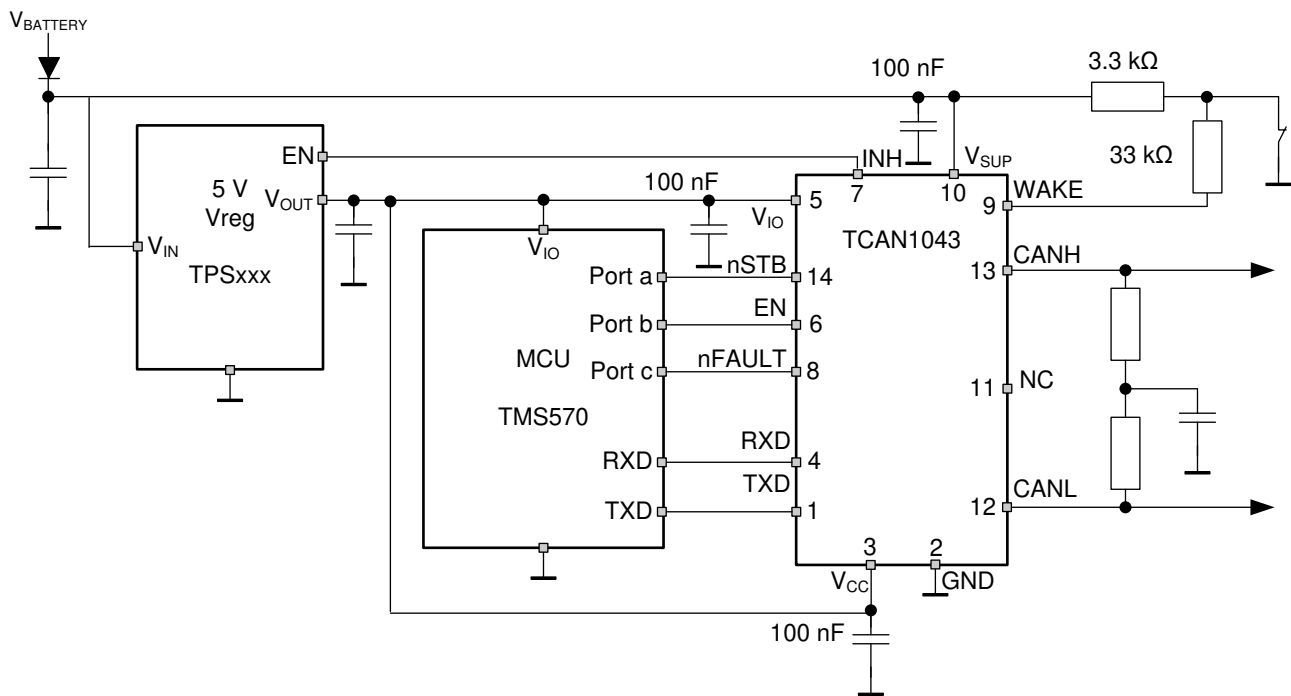 VBATTERY
100 nF
3.3 kΩ
33 kΩ
EN
5 V
Vreg
VOUT
VIN
TPSxxx
100 nF
INH
7
VSUP
10
WAKE
9
VIO
5
VIO
TCAN1043
CANH
13
Port a
nSTB
14
Port b
EN
6
MCU
Port c
nFAULT
8
11
NC
TMS570
RXD
RXD
4
TXD
TXD
1
12
CANL
3
2
VCC
GND
100 nF